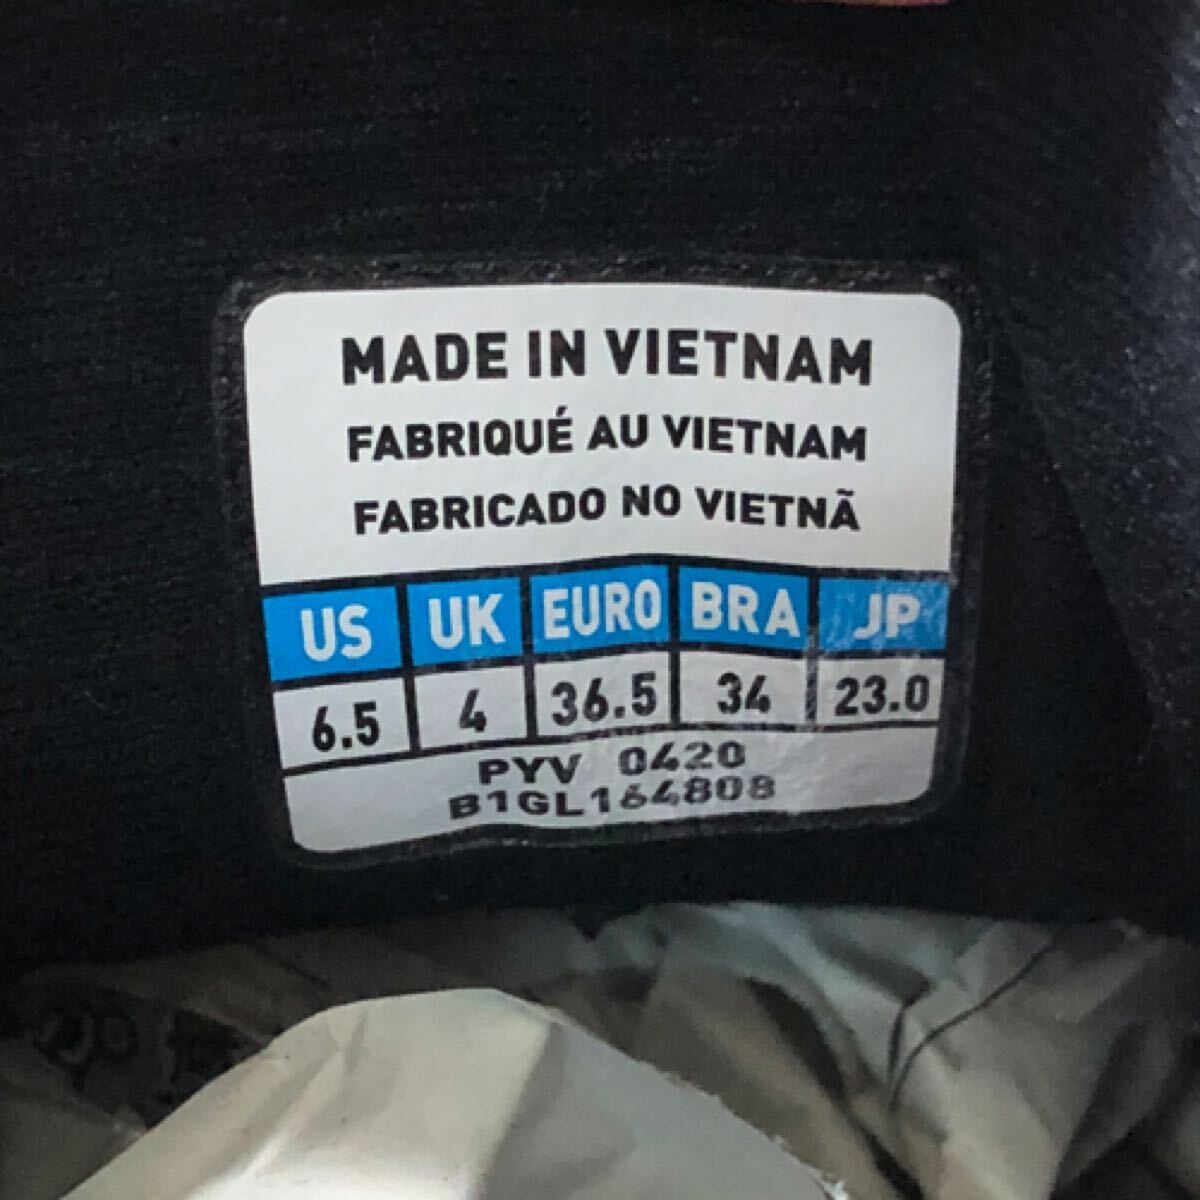 MADE IN VIETNAM
FABRIQUÉ AU VIETNAM
FABRICADO NO VIETNÃ
US UK EURO BRA JP
6.5 4 36.5 34 23.0
PYV 0420
B1GL164808